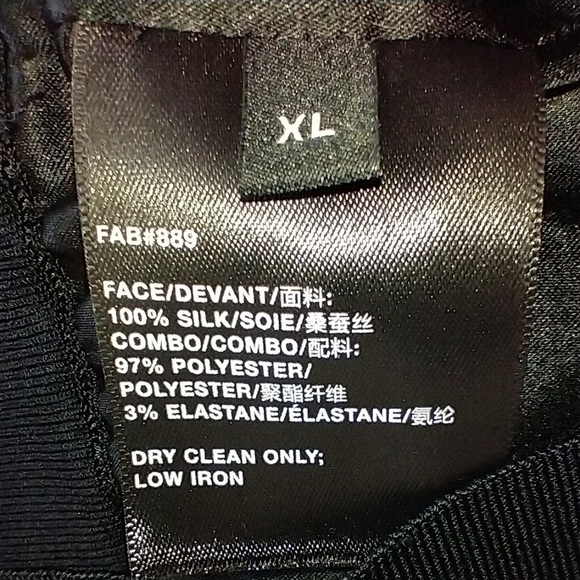 XL
FAB#889
FACE/DEVANT/面料:
100% SILK/SOIE/桑蚕丝
COMBO/COMBO/配料:
97% POLYESTER/
POLYESTER/聚酯纤维
3% ELASTANE/ÉLASTANE/氨纶
DRY CLEAN ONLY;
LOW IRON